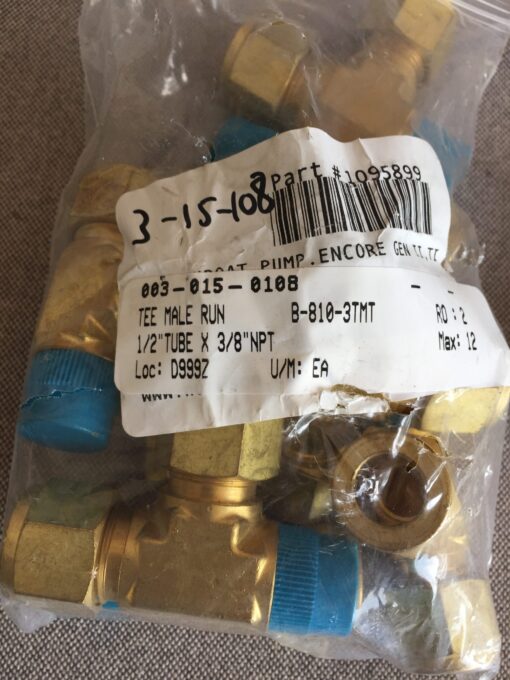 Part #1095899
3-15-108
PUMP, ENCORE GEN II, II
003-015-0108
TEE MALE RUN B-810-3TMT RO: 2
1/2"TUBE X 3/8"NPT Max: 12
Loc: D999Z U/M: EA